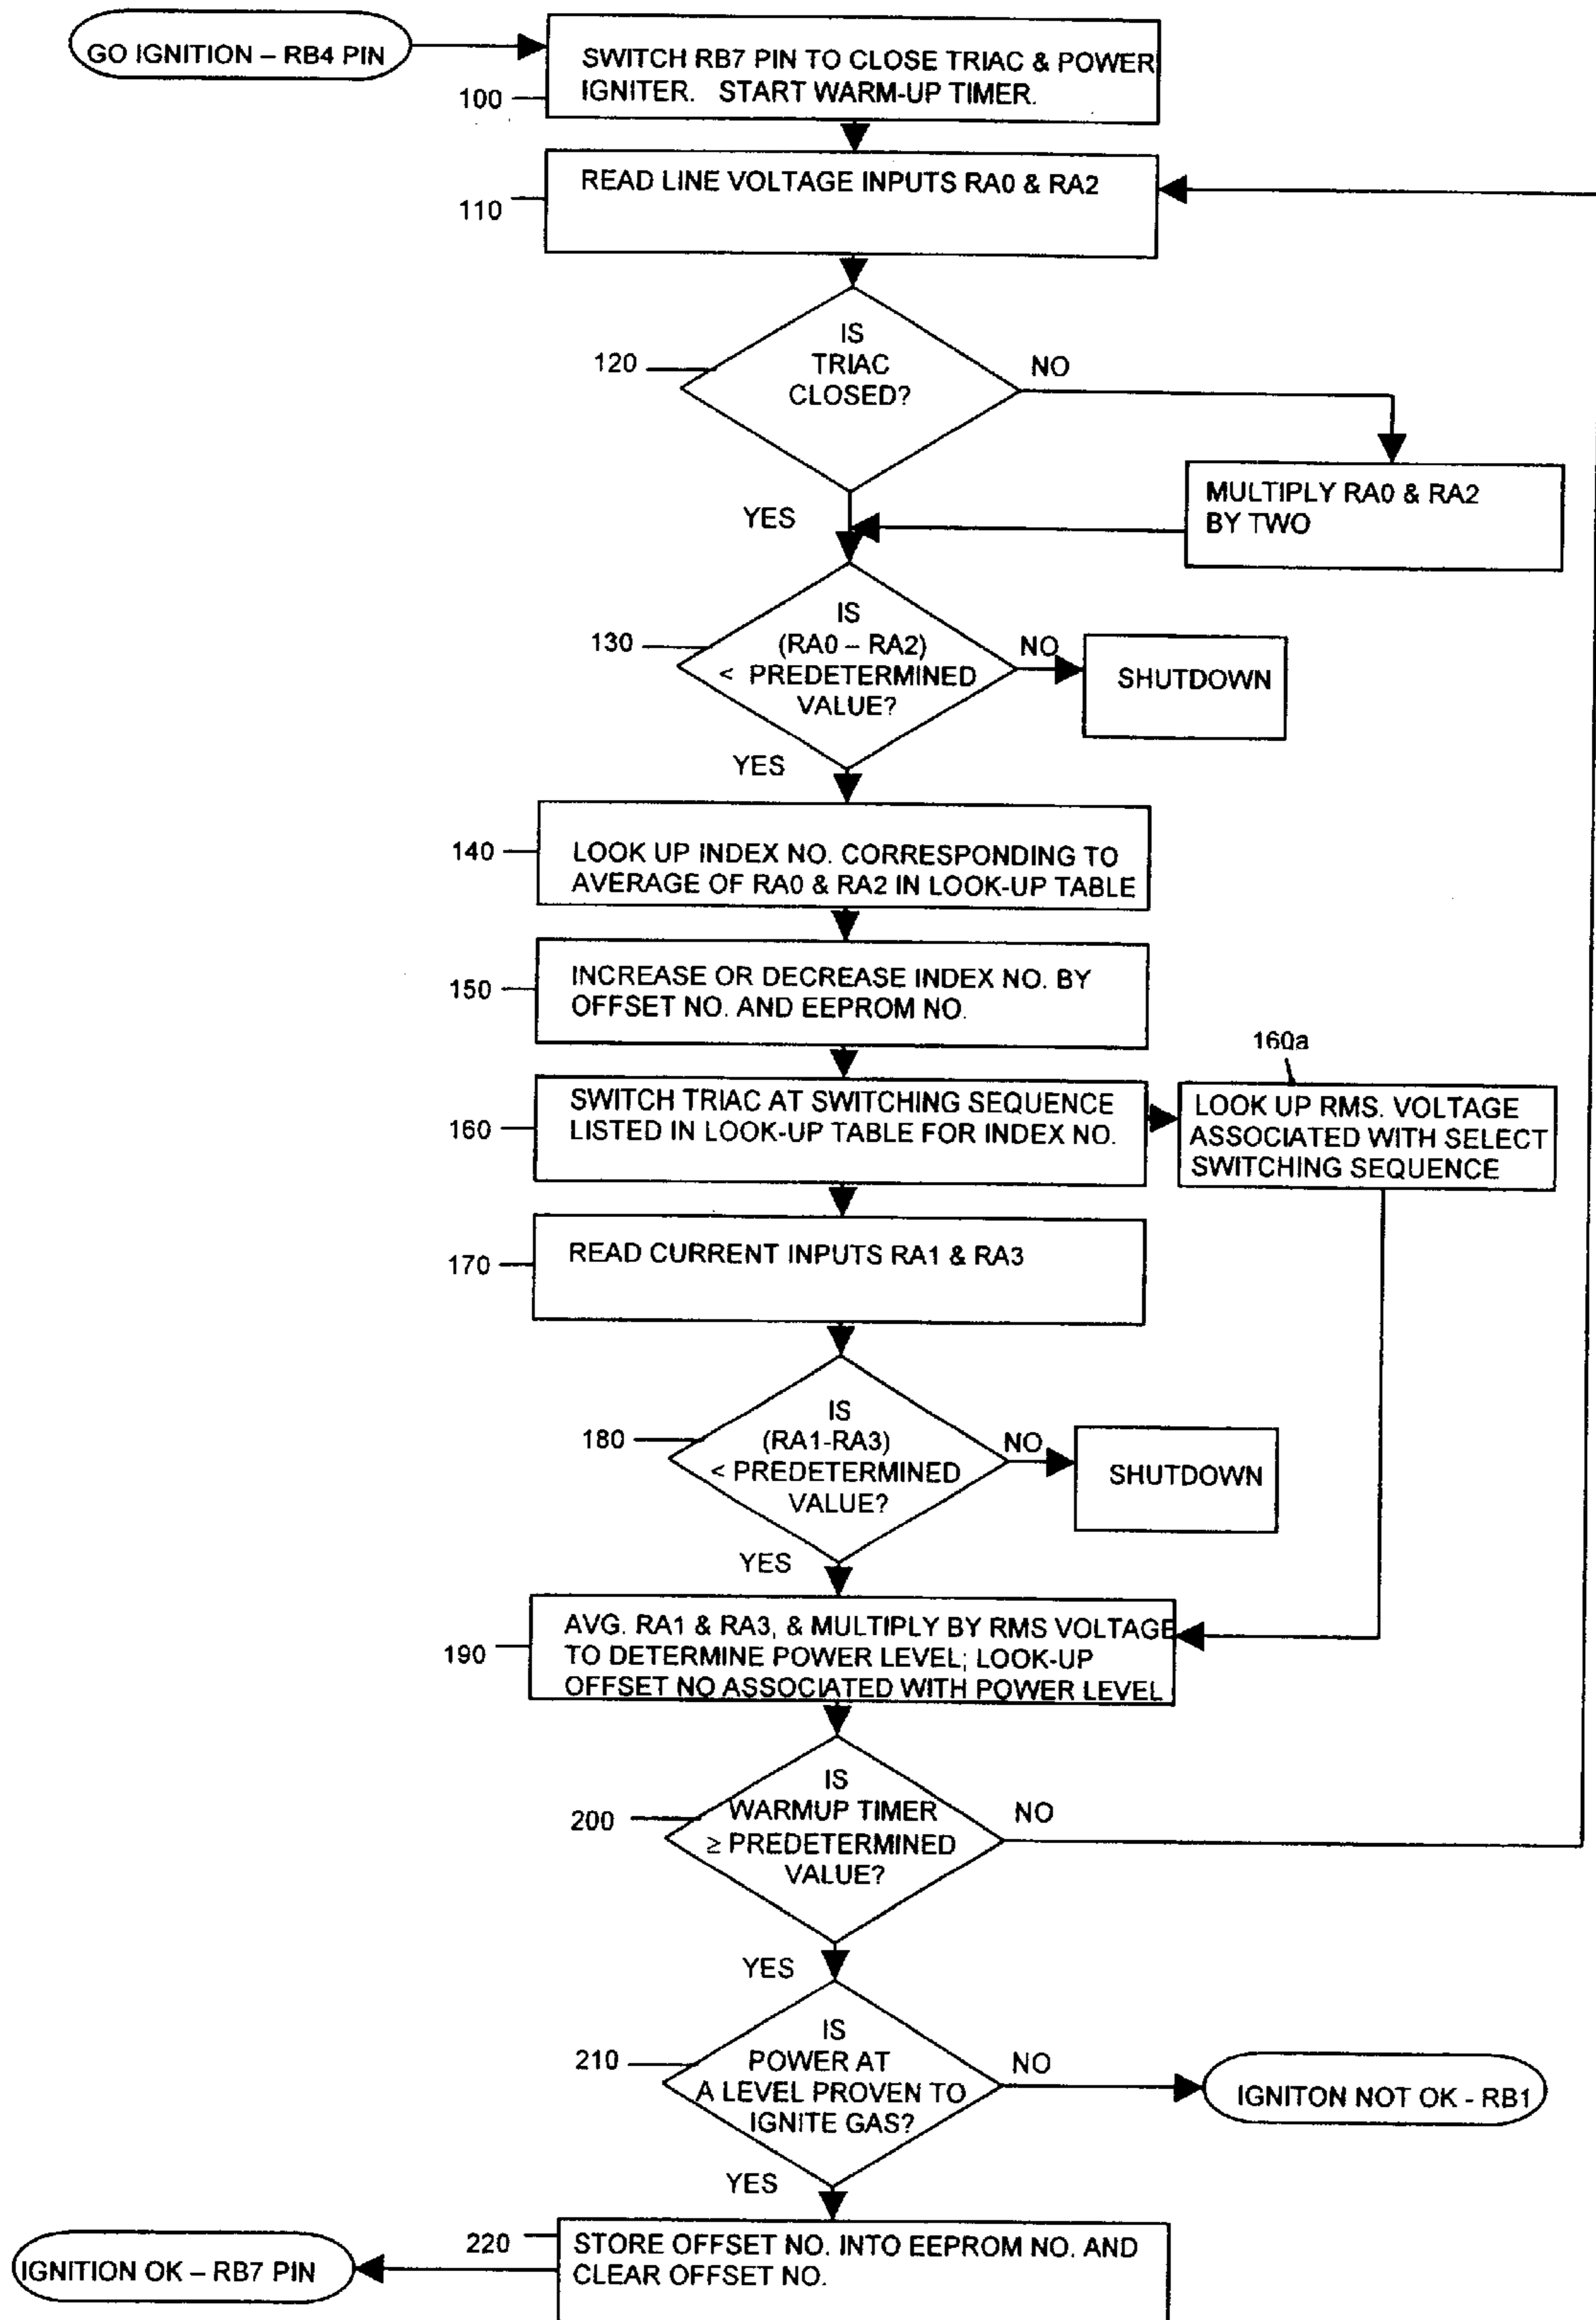 GO IGNITION – RB4 PIN
SWITCH RB7 PIN TO CLOSE TRIAC & POWER
IGNITER. START WARM-UP TIMER.
100
READ LINE VOLTAGE INPUTS RA0 & RA2
110
IS
TRIAC
CLOSED?
120
NO
MULTIPLY RA0 & RA2
BY TWO
YES
IS
(RA0 – RA2)
< PREDETERMINED
VALUE?
130
NO
SHUTDOWN
YES
140
LOOK UP INDEX NO. CORRESPONDING TO
AVERAGE OF RA0 & RA2 IN LOOK-UP TABLE
150
INCREASE OR DECREASE INDEX NO. BY
OFFSET NO. AND EEPROM NO.
160a
160
SWITCH TRIAC AT SWITCHING SEQUENCE
LISTED IN LOOK-UP TABLE FOR INDEX NO.
LOOK UP RMS. VOLTAGE
ASSOCIATED WITH SELECT
SWITCHING SEQUENCE
170
READ CURRENT INPUTS RA1 & RA3
180
IS
(RA1-RA3)
< PREDETERMINED
VALUE?
NO
SHUTDOWN
YES
190
AVG. RA1 & RA3, & MULTIPLY BY RMS VOLTAGE
TO DETERMINE POWER LEVEL; LOOK-UP
OFFSET NO ASSOCIATED WITH POWER LEVEL
200
IS
WARMUP TIMER
≥ PREDETERMINED
VALUE?
NO
YES
210
IS
POWER AT
A LEVEL PROVEN TO
IGNITE GAS?
NO
IGNITON NOT OK - RB1
YES
220
STORE OFFSET NO. INTO EEPROM NO. AND
CLEAR OFFSET NO.
IGNITION OK – RB7 PIN